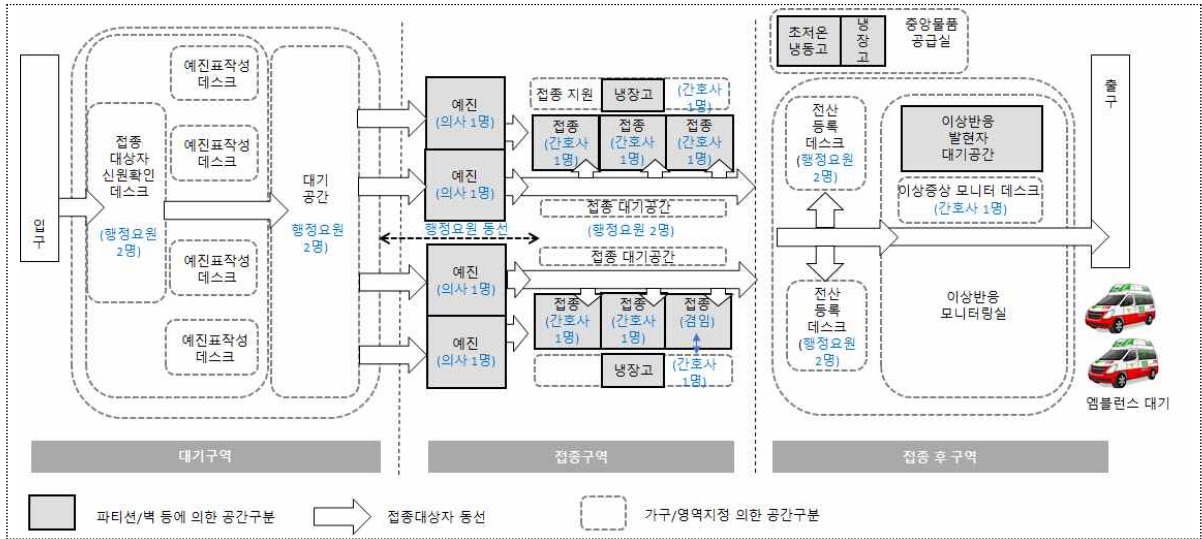 입구
접종
대상자
신원확인
데스크
(행정요원
2명)
예진표작성
데스크
예진표작성
데스크
예진표작성
데스크
예진표작성
데스크
대기
공간
(행정요원
2명)
예진
(의사 1명)
예진
(의사 1명)
행정요원 동선
예진
(의사 1명)
예진
(의사 1명)
접종 지원
냉장고
(간호사
1명)
접종
(간호사
1명)
접종
(간호사
1명)
접종
(간호사
1명)
접종 대기공간
(행정요원 2명)
접종 대기공간
접종
(간호사
1명)
접종
(간호사
1명)
접종
(겸임)
냉장고
(간호사
1명)
초저온
냉동고
냉
장
고
중앙물품
공급실
전산
등록
데스크
(행정요원
2명)
전산
등록
데스크
(행정요원
2명)
이상반응
발현자
대기공간
이상증상 모니터 데스크
(간호사 1명)
이상반응
모니터링실
출구
엠블런스 대기
대기구역
접종구역
접종 후 구역
파티션/벽 등에 의한 공간구분
접종대상자 동선
가구/영역지정 의한 공간구분